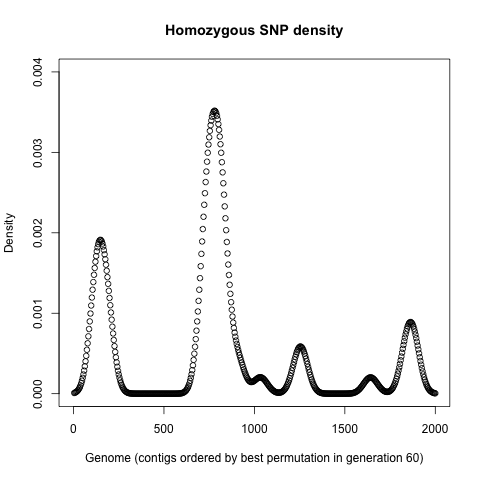 Homozygous SNP density
Density
0.004
0.003
0.002
0.001
0.000
0 500 1000 1500 2000
Genome (contigs ordered by best permutation in generation 60)